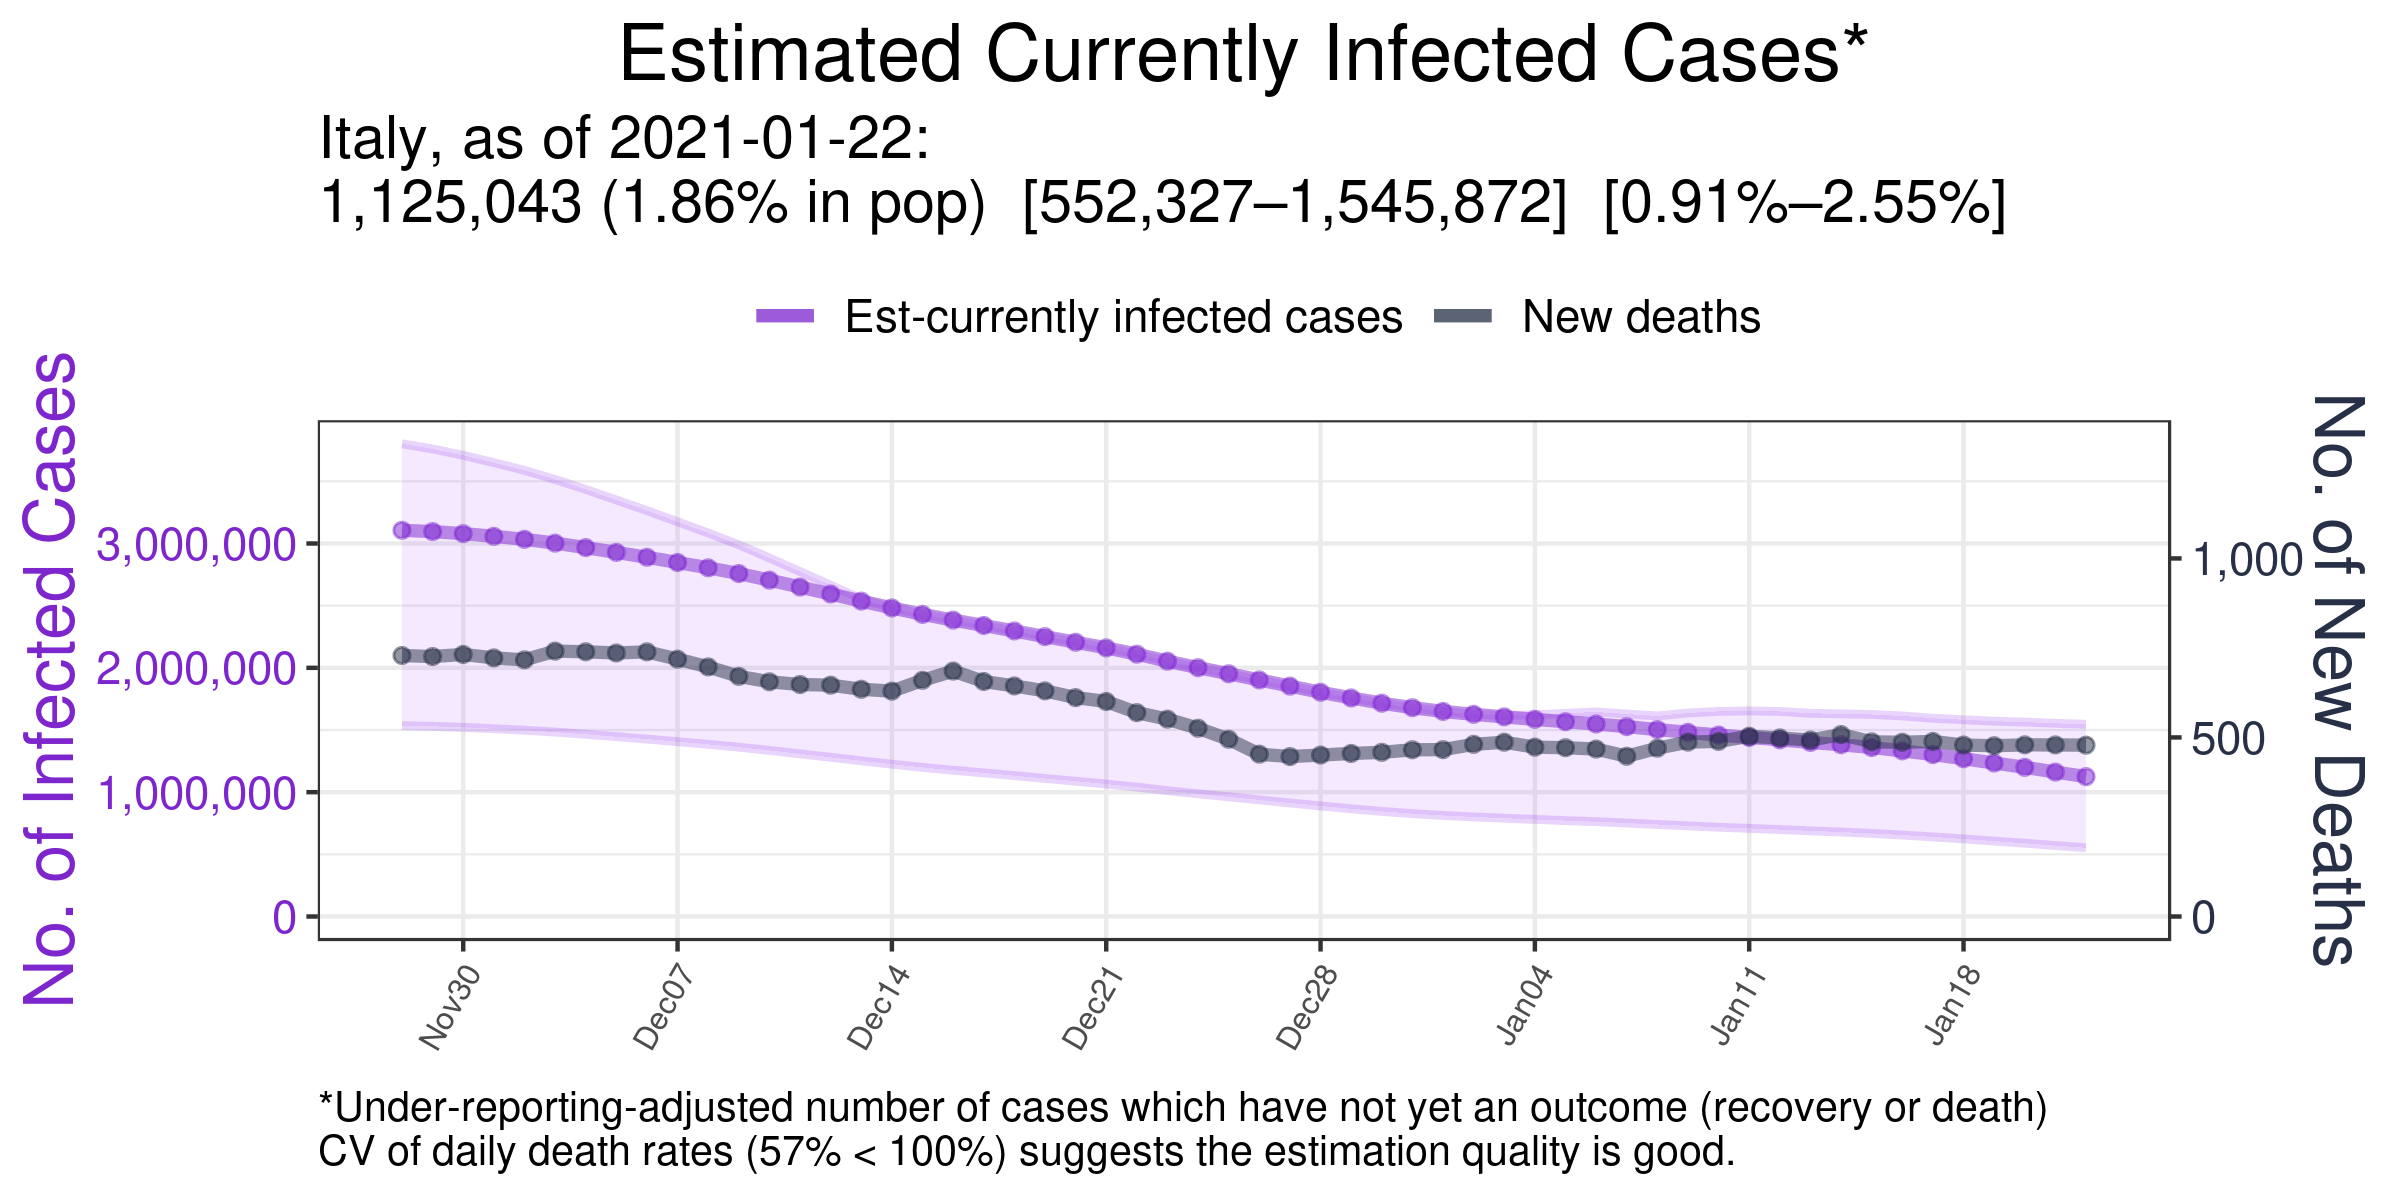 Estimated Currently Infected Cases*
Italy, as of 2021-01-22:
1,125,043 (1.86% in pop)  [552,327–1,545,872]  [0.91%–2.55%]
Est-currently infected cases
New deaths
No. of Infected Cases
3,000,000
2,000,000
1,000,000
0
1,000
500
0
No. of New Deaths
Nov30
Dec07
Dec14
Dec21
Dec28
Jan04
Jan11
Jan18
*Under-reporting-adjusted number of cases which have not yet an outcome (recovery or death)
CV of daily death rates (57% < 100%) suggests the estimation quality is good.